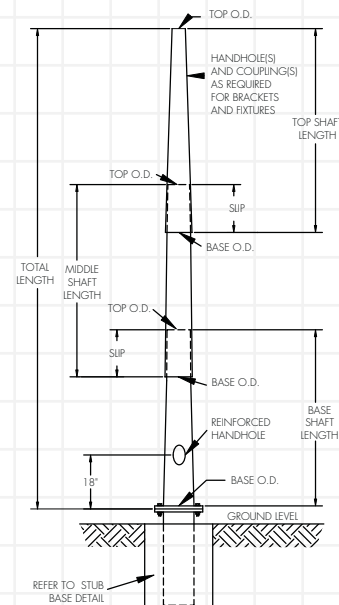 TOP O.D.
HANDHOLE(S)
AND COUPLING(S)
AS REQUIRED
FOR BRACKETS
AND FIXTURES
TOP SHAFT
LENGTH
TOP O.D.
SLIP
BASE O.D.
TOTAL
LENGTH
MIDDLE
SHAFT
LENGTH
TOP O.D.
SLIP
BASE O.D.
BASE
SHAFT
LENGTH
REINFORCED
HANDHOLE
18"
BASE O.D.
GROUND LEVEL
REFER TO STUB
BASE DETAIL